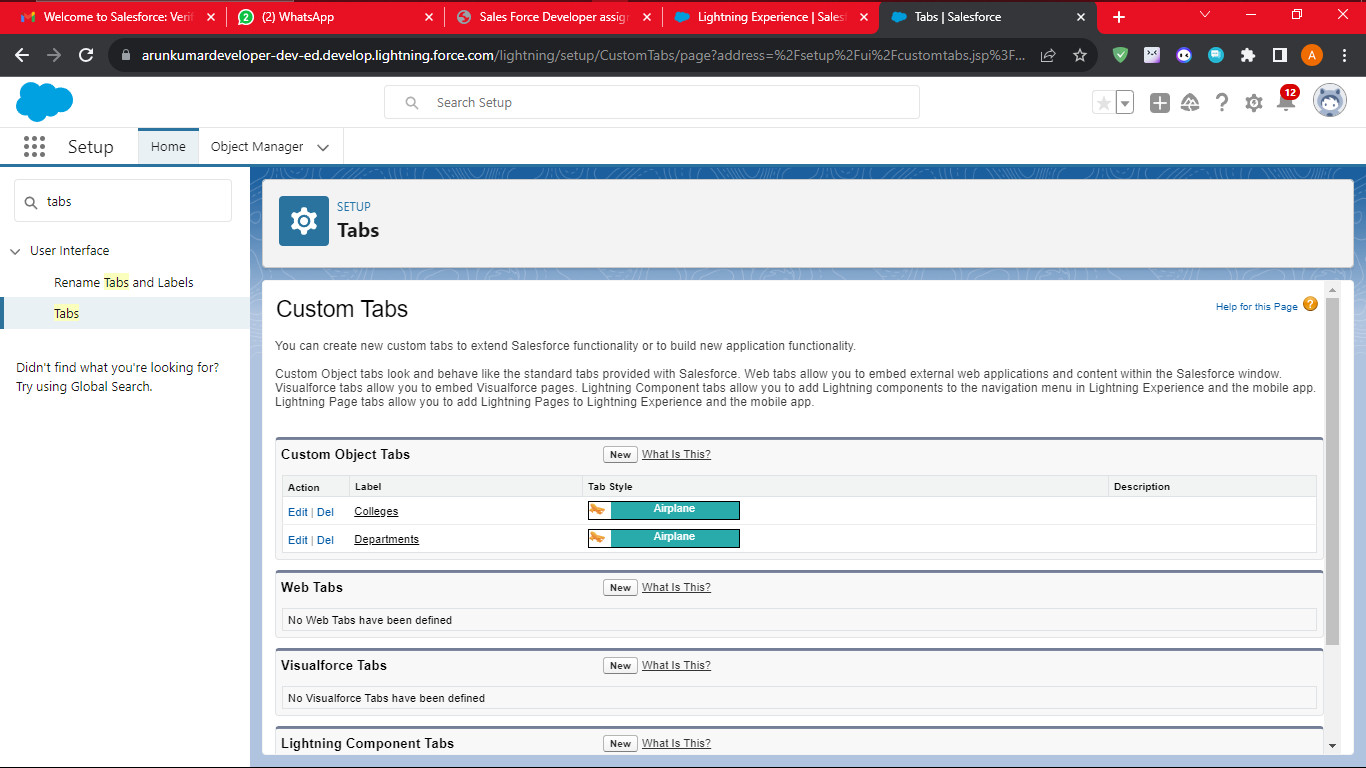 Welcome to Salesforce: Verif
(2) WhatsApp
Sales Force Developer assign
Lightning Experience | Sales
Tabs | Salesforce
arunkumardeveloper-dev-ed.develop.lightning.force.com/lightning/setup/CustomTabs/page?address=%2Fsetup%2Fui%2Fcustomtabs.jsp%3F...
A
Search Setup
12
Setup
Home
Object Manager
tabs
User Interface
Rename Tabs and Labels
Tabs
Didn't find what you're looking for?
Try using Global Search.
SETUP
Tabs
Custom Tabs
Help for this Page ?
You can create new custom tabs to extend Salesforce functionality or to build new application functionality.
Custom Object tabs look and behave like the standard tabs provided with Salesforce. Web tabs allow you to embed external web applications and content within the Salesforce window.
Visualforce tabs allow you to embed Visualforce pages. Lightning Component tabs allow you to add Lightning components to the navigation menu in Lightning Experience and the mobile app.
Lightning Page tabs allow you to add Lightning Pages to Lightning Experience and the mobile app.
Custom Object Tabs New What Is This?
Action Label Tab Style Description
Edit | Del Colleges Airplane
Edit | Del Departments Airplane
Web Tabs New What Is This?
No Web Tabs have been defined
Visualforce Tabs New What Is This?
No Visualforce Tabs have been defined
Lightning Component Tabs New What Is This?